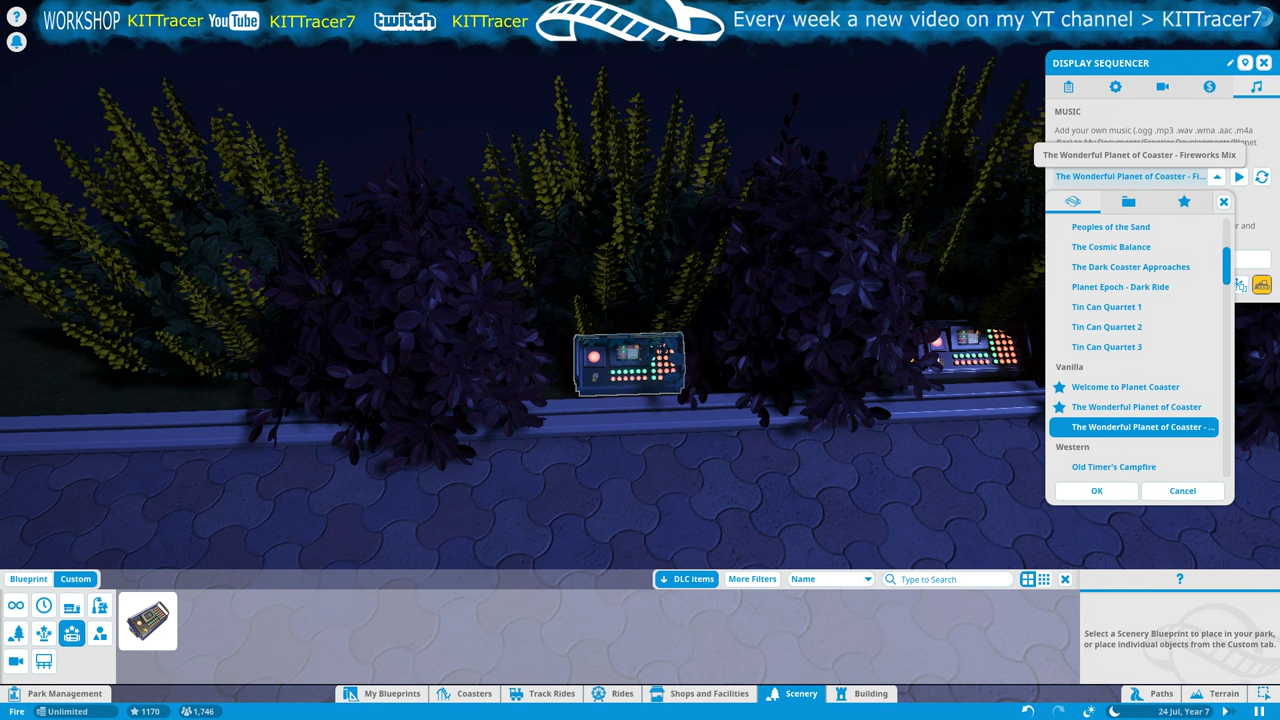 WORKSHOP KITTracer YouTube KITTracer7 twitch KITTracer Every week a new video on my YT channel > KITTracer7
DISPLAY SEQUENCER
MUSIC
Add your own music (.ogg .mp3 .wav .wma .aac .m4a
The Wonderful Planet of Coaster - Fireworks Mix
The Wonderful Planet of Coaster - Fi...
Peoples of the Sand
er and
The Cosmic Balance
The Dark Coaster Approaches
Planet Epoch - Dark Ride
Tin Can Quartet 1
Tin Can Quartet 2
Tin Can Quartet 3
Vanilla
Welcome to Planet Coaster
The Wonderful Planet of Coaster
The Wonderful Planet of Coaster - ...
Western
Old Timer's Campfire
OK Cancel
Blueprint Custom DLC items More Filters Name Type to Search ?
Select a Scenery Blueprint to place in your park,
or place individual objects from the Custom tab.
Park Management My Blueprints Coasters Track Rides Rides Shops and Facilities Scenery Building Paths Terrain
Fire Unlimited 1170 1,746 24 Jul, Year 7